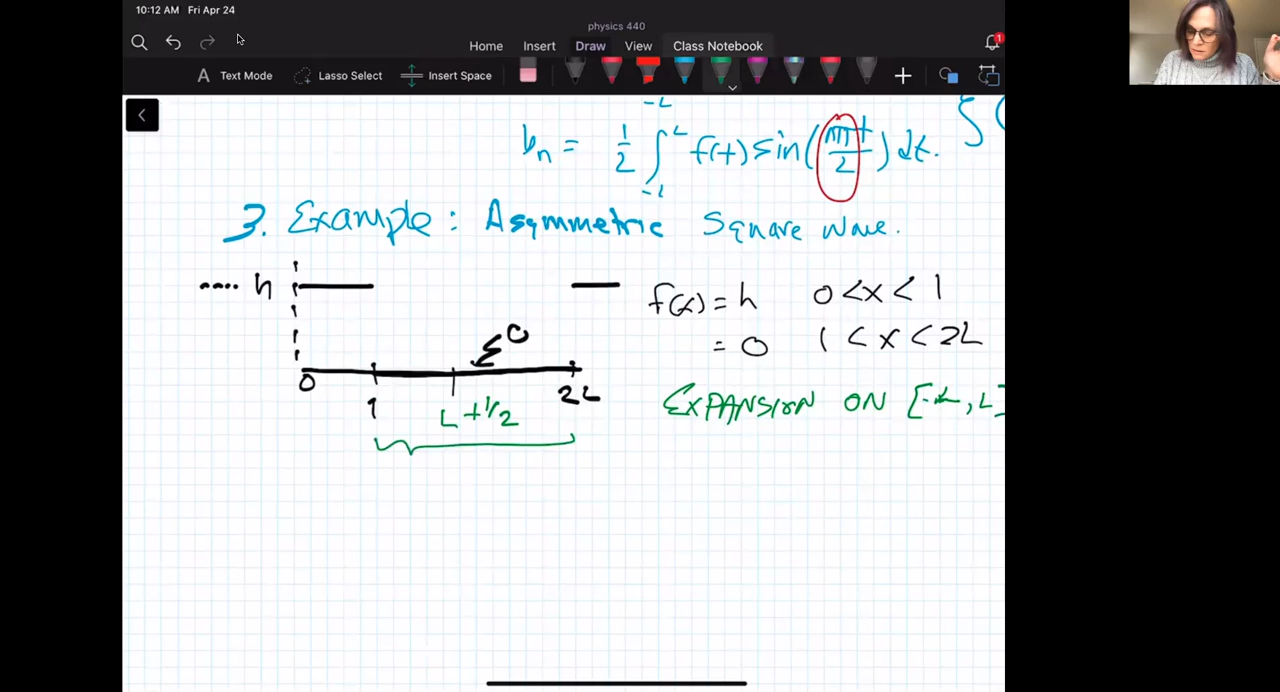 10:12 AM Fri Apr 24
physics 440
Home Insert Draw View Class Notebook
1
A Text Mode Lasso Select Insert Space
-L
bn = 1/2 ∫ L -L f(t) sin( nπt / 2 ) dt.
3. Example: Asymmetric Square Wave.
.... h
f(x) = h 0 < x < 1
= 0 1 < x < 2L
0
0 1 L + 1/2 2L
EXPANSION ON [-L, L]